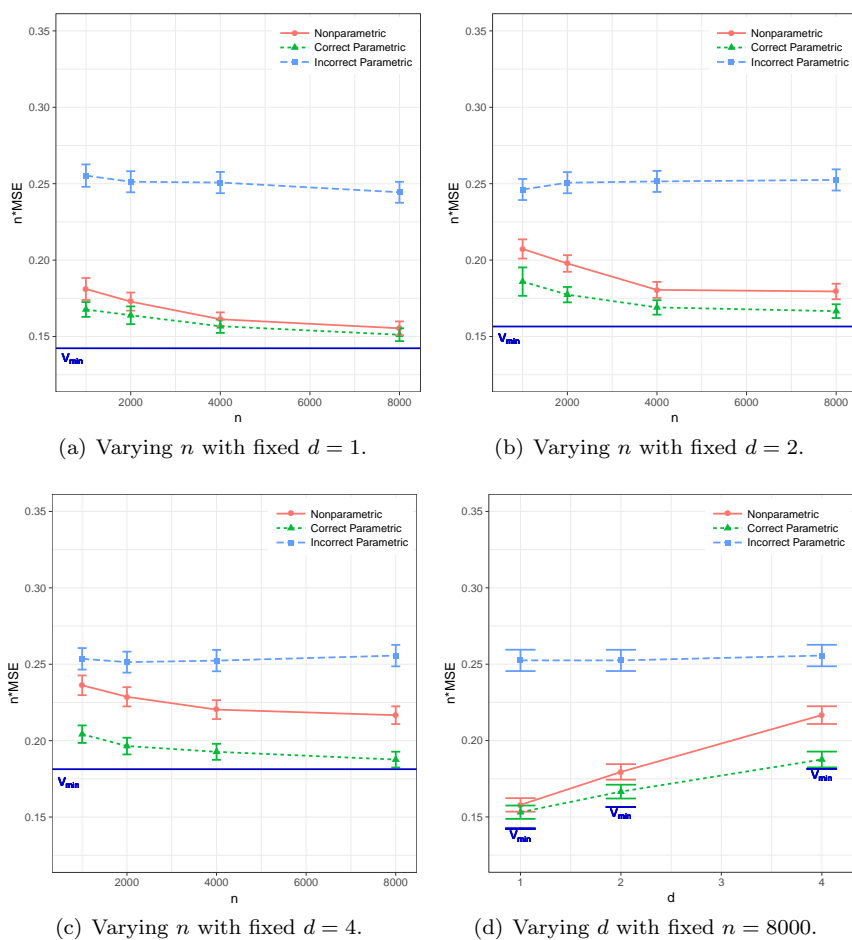 0.35
0.30
0.25
0.20
0.15
n*MSE
Nonparametric
Correct Parametric
Incorrect Parametric
Vmin
2000 4000 6000 8000
n
(a) Varying n with fixed d = 1.
0.35
0.30
0.25
0.20
0.15
n*MSE
Nonparametric
Correct Parametric
Incorrect Parametric
Vmin
2000 4000 6000 8000
n
(b) Varying n with fixed d = 2.
0.35
0.30
0.25
0.20
0.15
n*MSE
Nonparametric
Correct Parametric
Incorrect Parametric
Vmin
2000 4000 6000 8000
n
(c) Varying n with fixed d = 4.
0.35
0.30
0.25
0.20
0.15
n*MSE
Nonparametric
Correct Parametric
Incorrect Parametric
Vmin
Vmin
Vmin
1 2 3 4
d
(d) Varying d with fixed n = 8000.